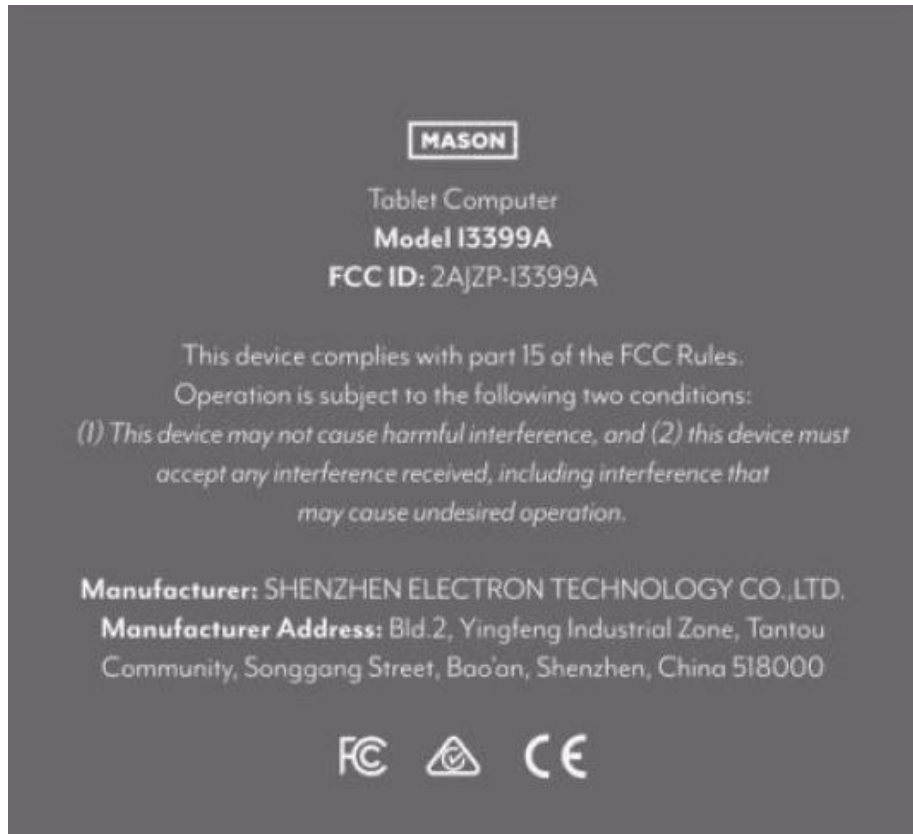 MASON
Tablet Computer
Model I3399A
FCC ID: 2AJZP-I3399A
This device complies with part 15 of the FCC Rules.
Operation is subject to the following two conditions:
(1) This device may not cause harmful interference, and (2) this device must
accept any interference received, including interference that
may cause undesired operation.
Manufacturer: SHENZHEN ELECTRON TECHNOLOGY CO.,LTD.
Manufacturer Address: Bld.2, Yingfeng Industrial Zone, Tantou
Community, Songgang Street, Bao'an, Shenzhen, China 518000
FC CE